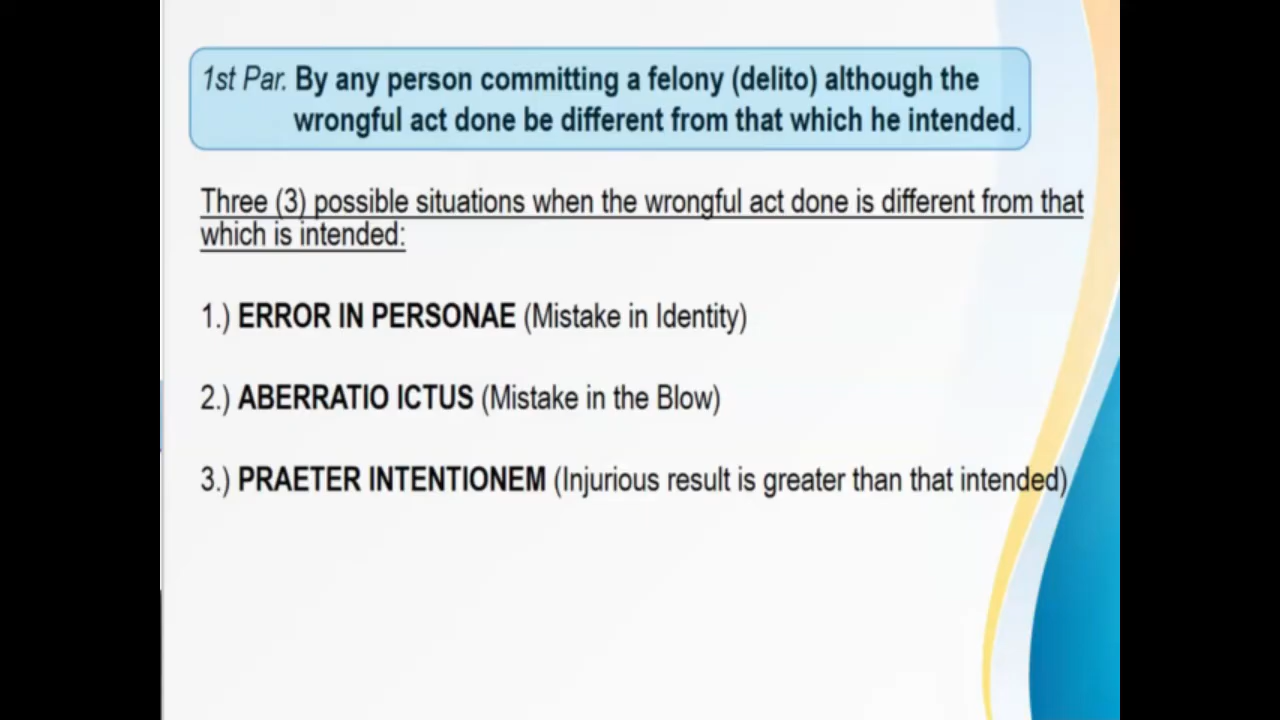 1st Par. By any person committing a felony (delito) although the
wrongful act done be different from that which he intended.
Three (3) possible situations when the wrongful act done is different from that
which is intended:
1.) ERROR IN PERSONAE (Mistake in Identity)
2.) ABERRATIO ICTUS (Mistake in the Blow)
3.) PRAETER INTENTIONEM (Injurious result is greater than that intended)